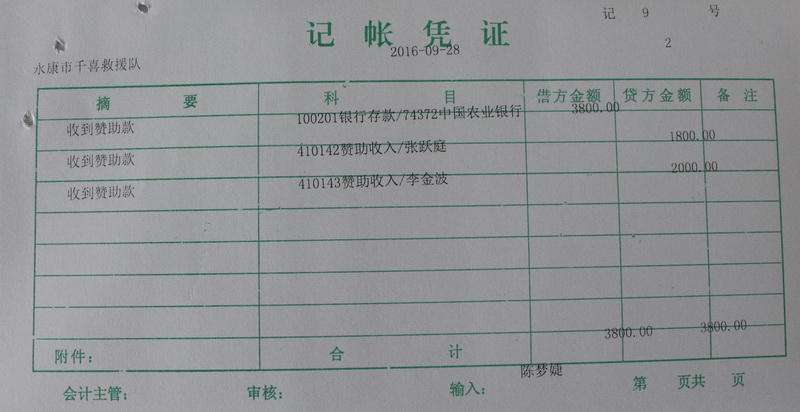 记 9 号
记帐凭证
2016-09-28
2
永康市千喜救援队
摘 要 科 目 借方金额 贷方金额 备 注
收到赞助款 100201银行存款/74372中国农业银行 3800.00
收到赞助款 410142赞助收入/张跃庭 1800.00
收到赞助款 410143赞助收入/李金波 2000.00
附件： 合 计 3800.00 3800.00
会计主管： 审核： 输入： 陈梦婕 第 页共 页